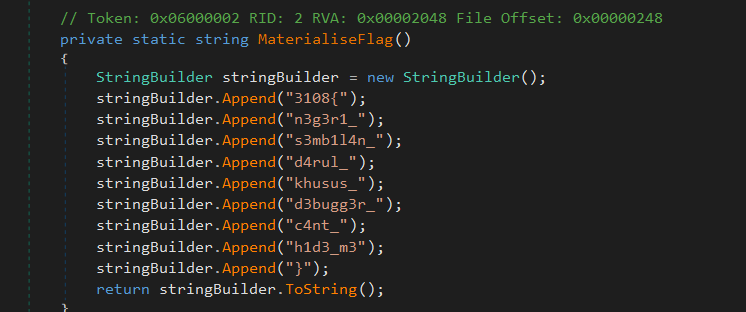 // Token: 0x06000002 RID: 2 RVA: 0x00002048 File Offset: 0x00000248
private static string MaterialiseFlag()
{
StringBuilder stringBuilder = new StringBuilder();
stringBuilder.Append("3108{");
stringBuilder.Append("n3g3r1_");
stringBuilder.Append("s3mb1l4n_");
stringBuilder.Append("d4rul_");
stringBuilder.Append("khusus_");
stringBuilder.Append("d3bugg3r_");
stringBuilder.Append("c4nt_");
stringBuilder.Append("h1d3_m3");
stringBuilder.Append("}");
return stringBuilder.ToString();
}